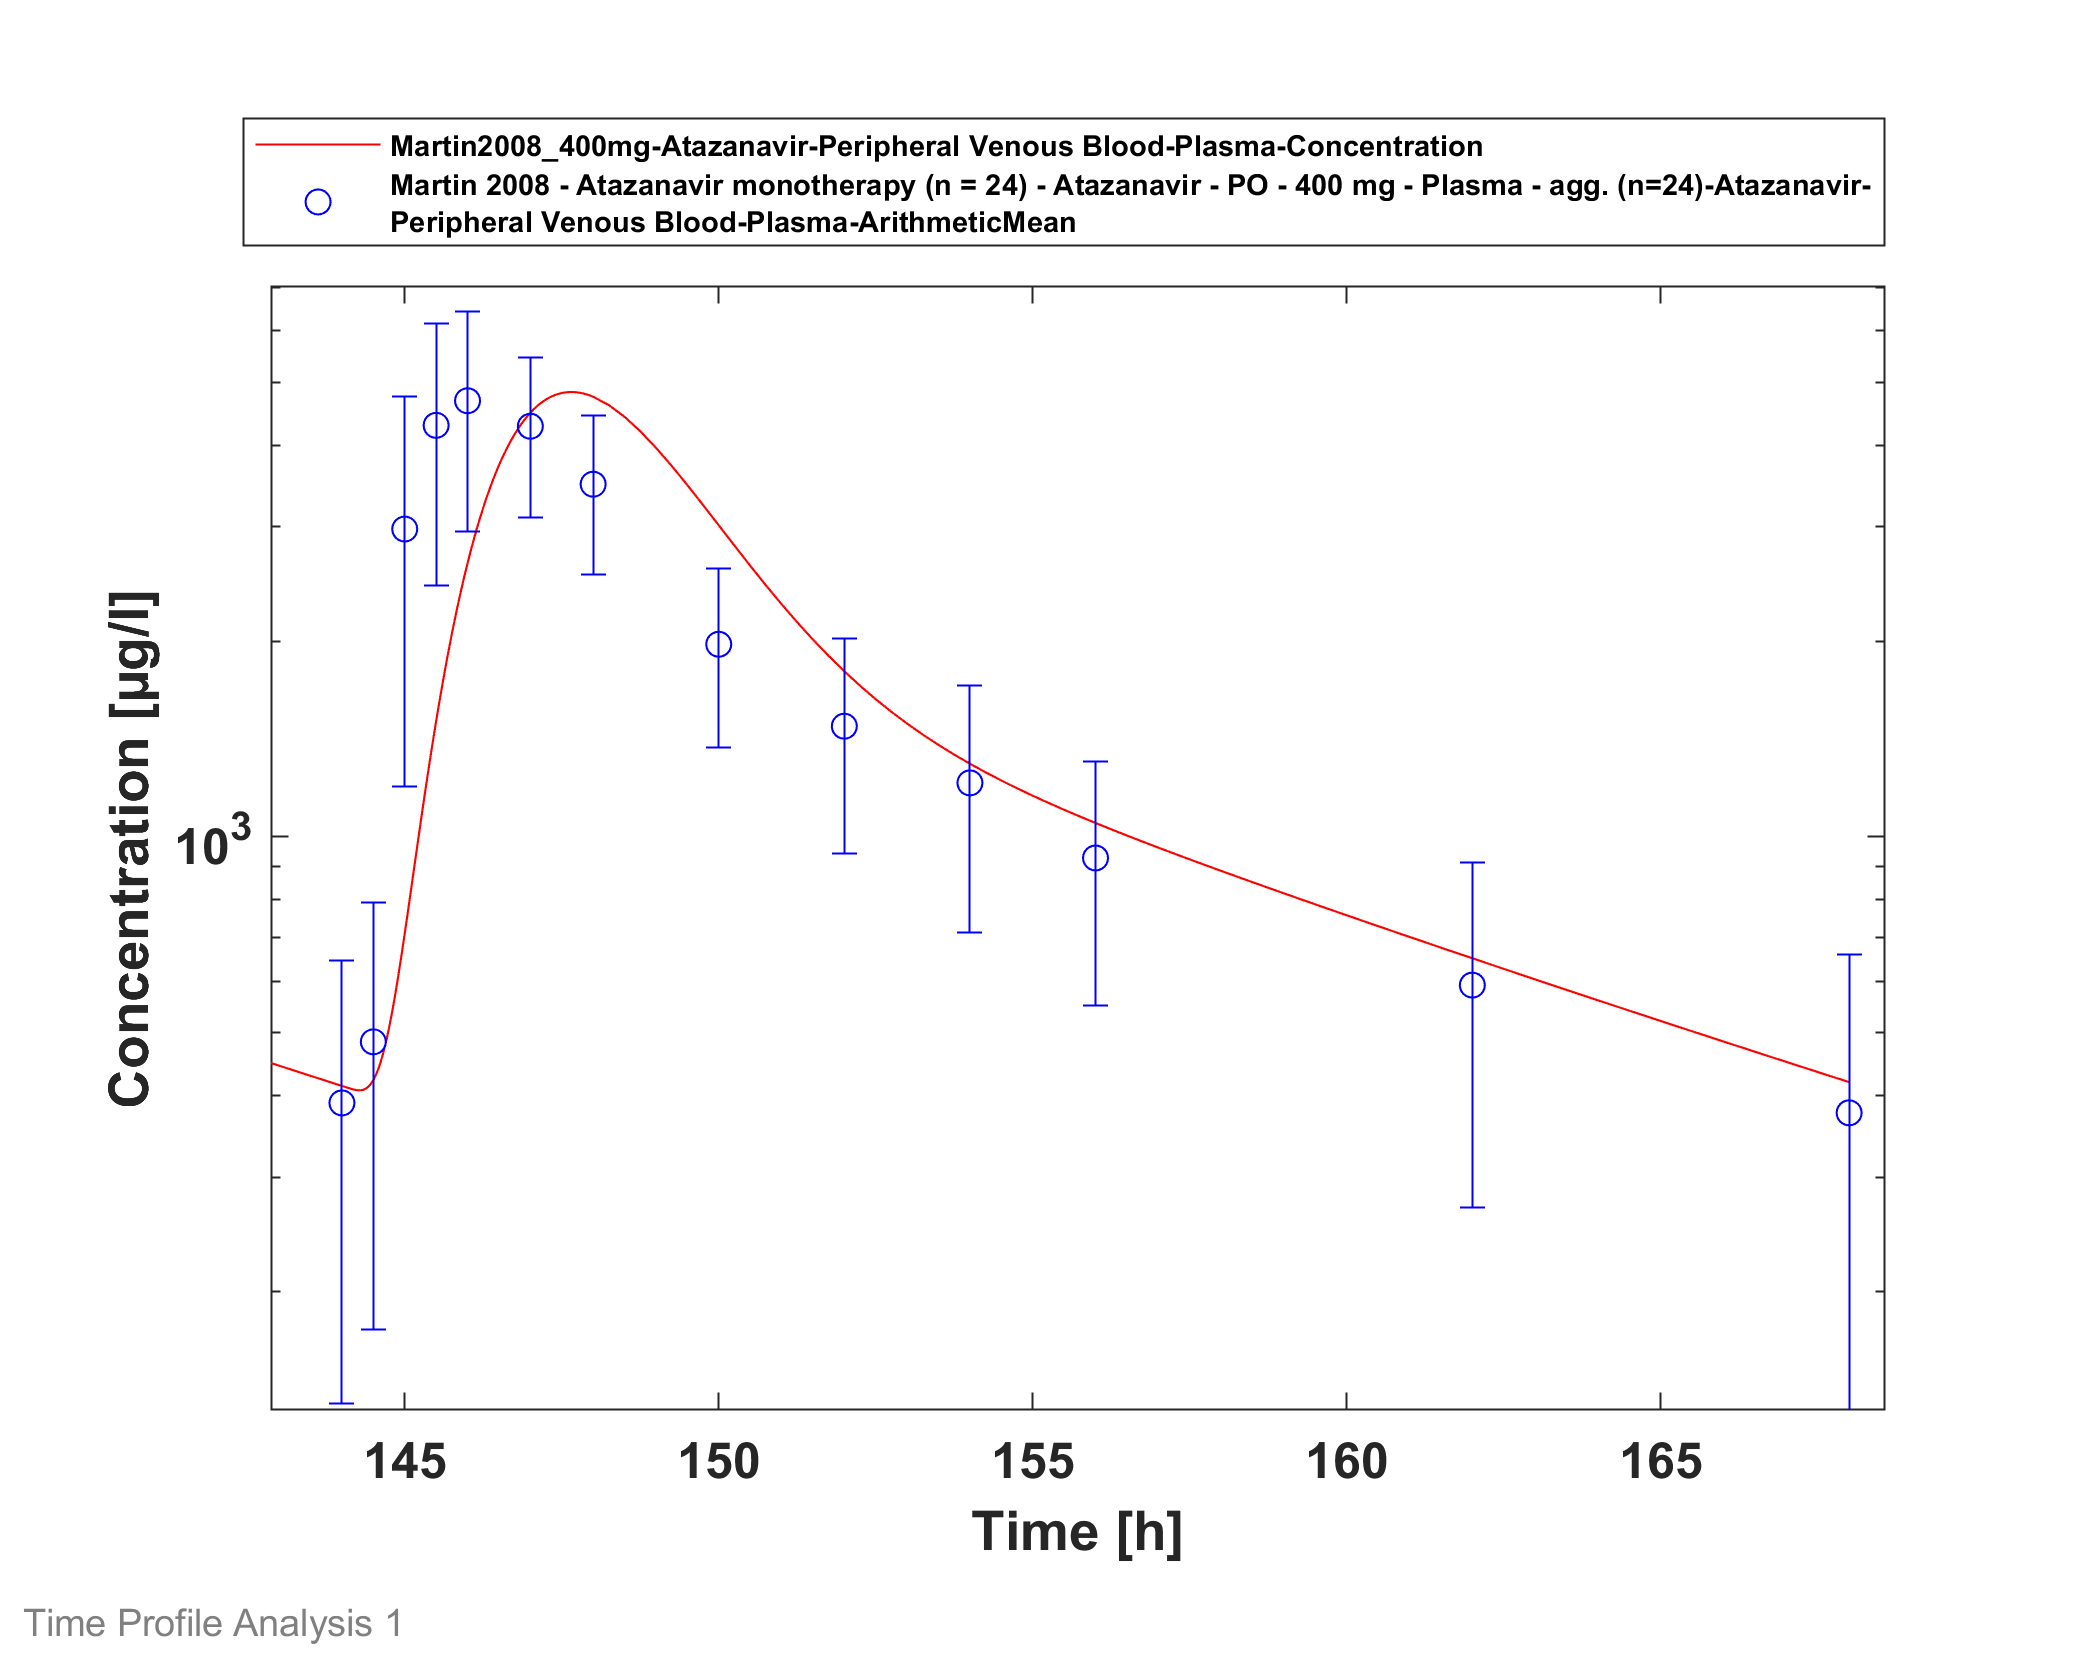 Martin2008_400mg-Atazanavir-Peripheral Venous Blood-Plasma-Concentration
Martin 2008 - Atazanavir monotherapy (n = 24) - Atazanavir - PO - 400 mg - Plasma - agg. (n=24)-Atazanavir-
Peripheral Venous Blood-Plasma-ArithmeticMean
Concentration [µg/l]
10³
145 150 155 160 165
Time [h]
Time Profile Analysis 1